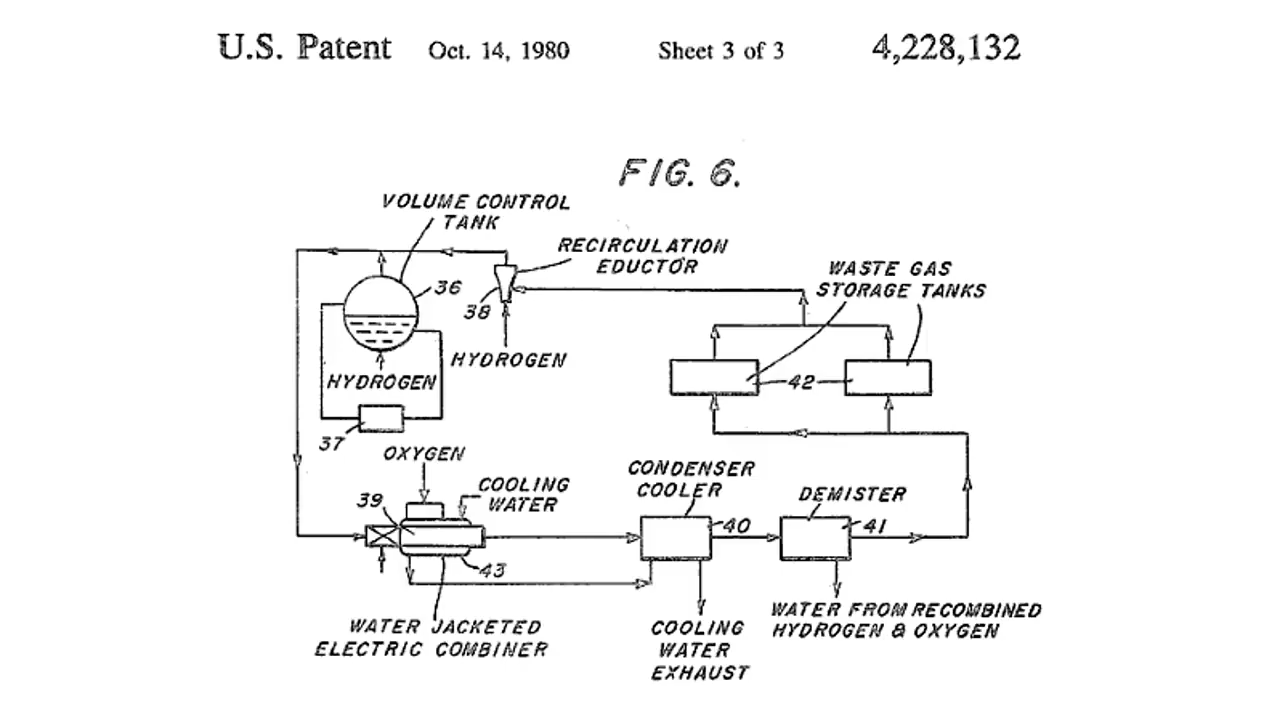 U.S. Patent Oct. 14, 1980 Sheet 3 of 3 4,228,132
FIG. 6.
VOLUME CONTROL
TANK
RECIRCULATION
EDUCTOR
WASTE GAS
STORAGE TANKS
36
38
HYDROGEN
HYDROGEN
42
37
OXYGEN
COOLING
WATER
39
CONDENSER
COOLER
DEMISTER
40
41
43
WATER JACKETED
ELECTRIC COMBINER
COOLING
WATER
EXHAUST
WATER FROM RECOMBINED
HYDROGEN & OXYGEN